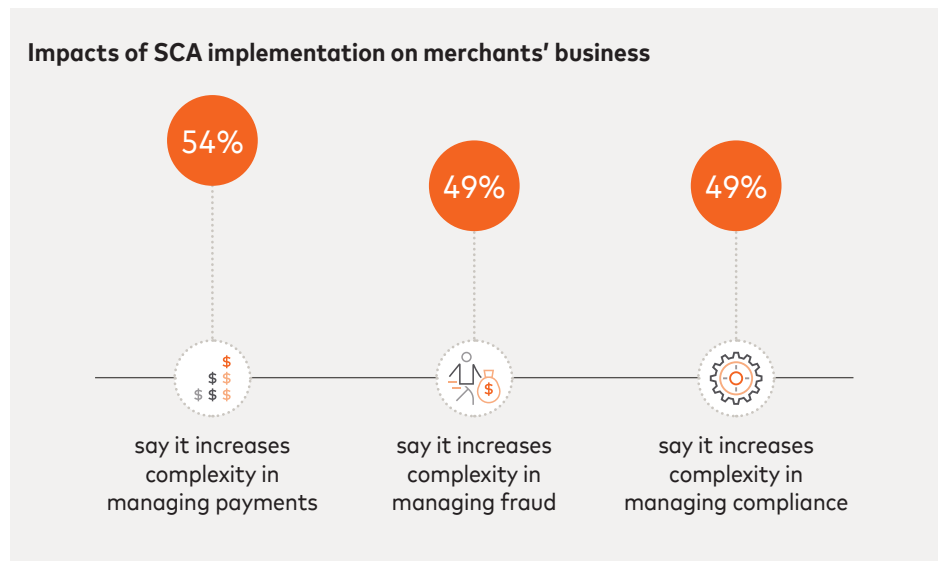 Impacts of SCA implementation on merchants’ business
54%
49%
49%
$
$ $
$ $ $
$
say it increases
complexity in
managing payments
say it increases
complexity in
managing fraud
say it increases
complexity in
managing compliance